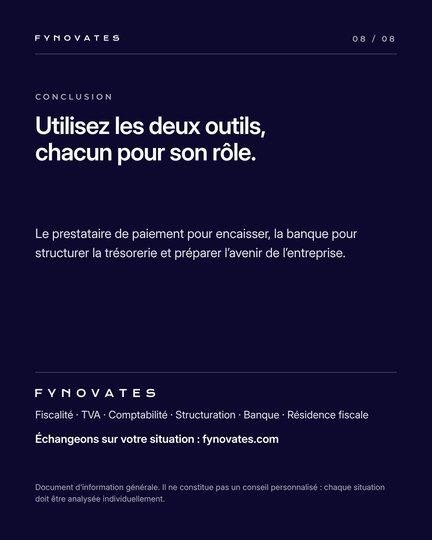 FYNOVATES
08 / 08
CONCLUSION
Utilisez les deux outils,
chacun pour son rôle.
Le prestataire de paiement pour encaisser, la banque pour
structurer la trésorerie et préparer l’avenir de l’entreprise.
FYNOVATES
Fiscalité · TVA · Comptabilité · Structuration · Banque · Résidence fiscale
Échangeons sur votre situation : fynovates.com
Document d’information générale. Il ne constitue pas un conseil personnalisé : chaque situation
doit être analysée individuellement.